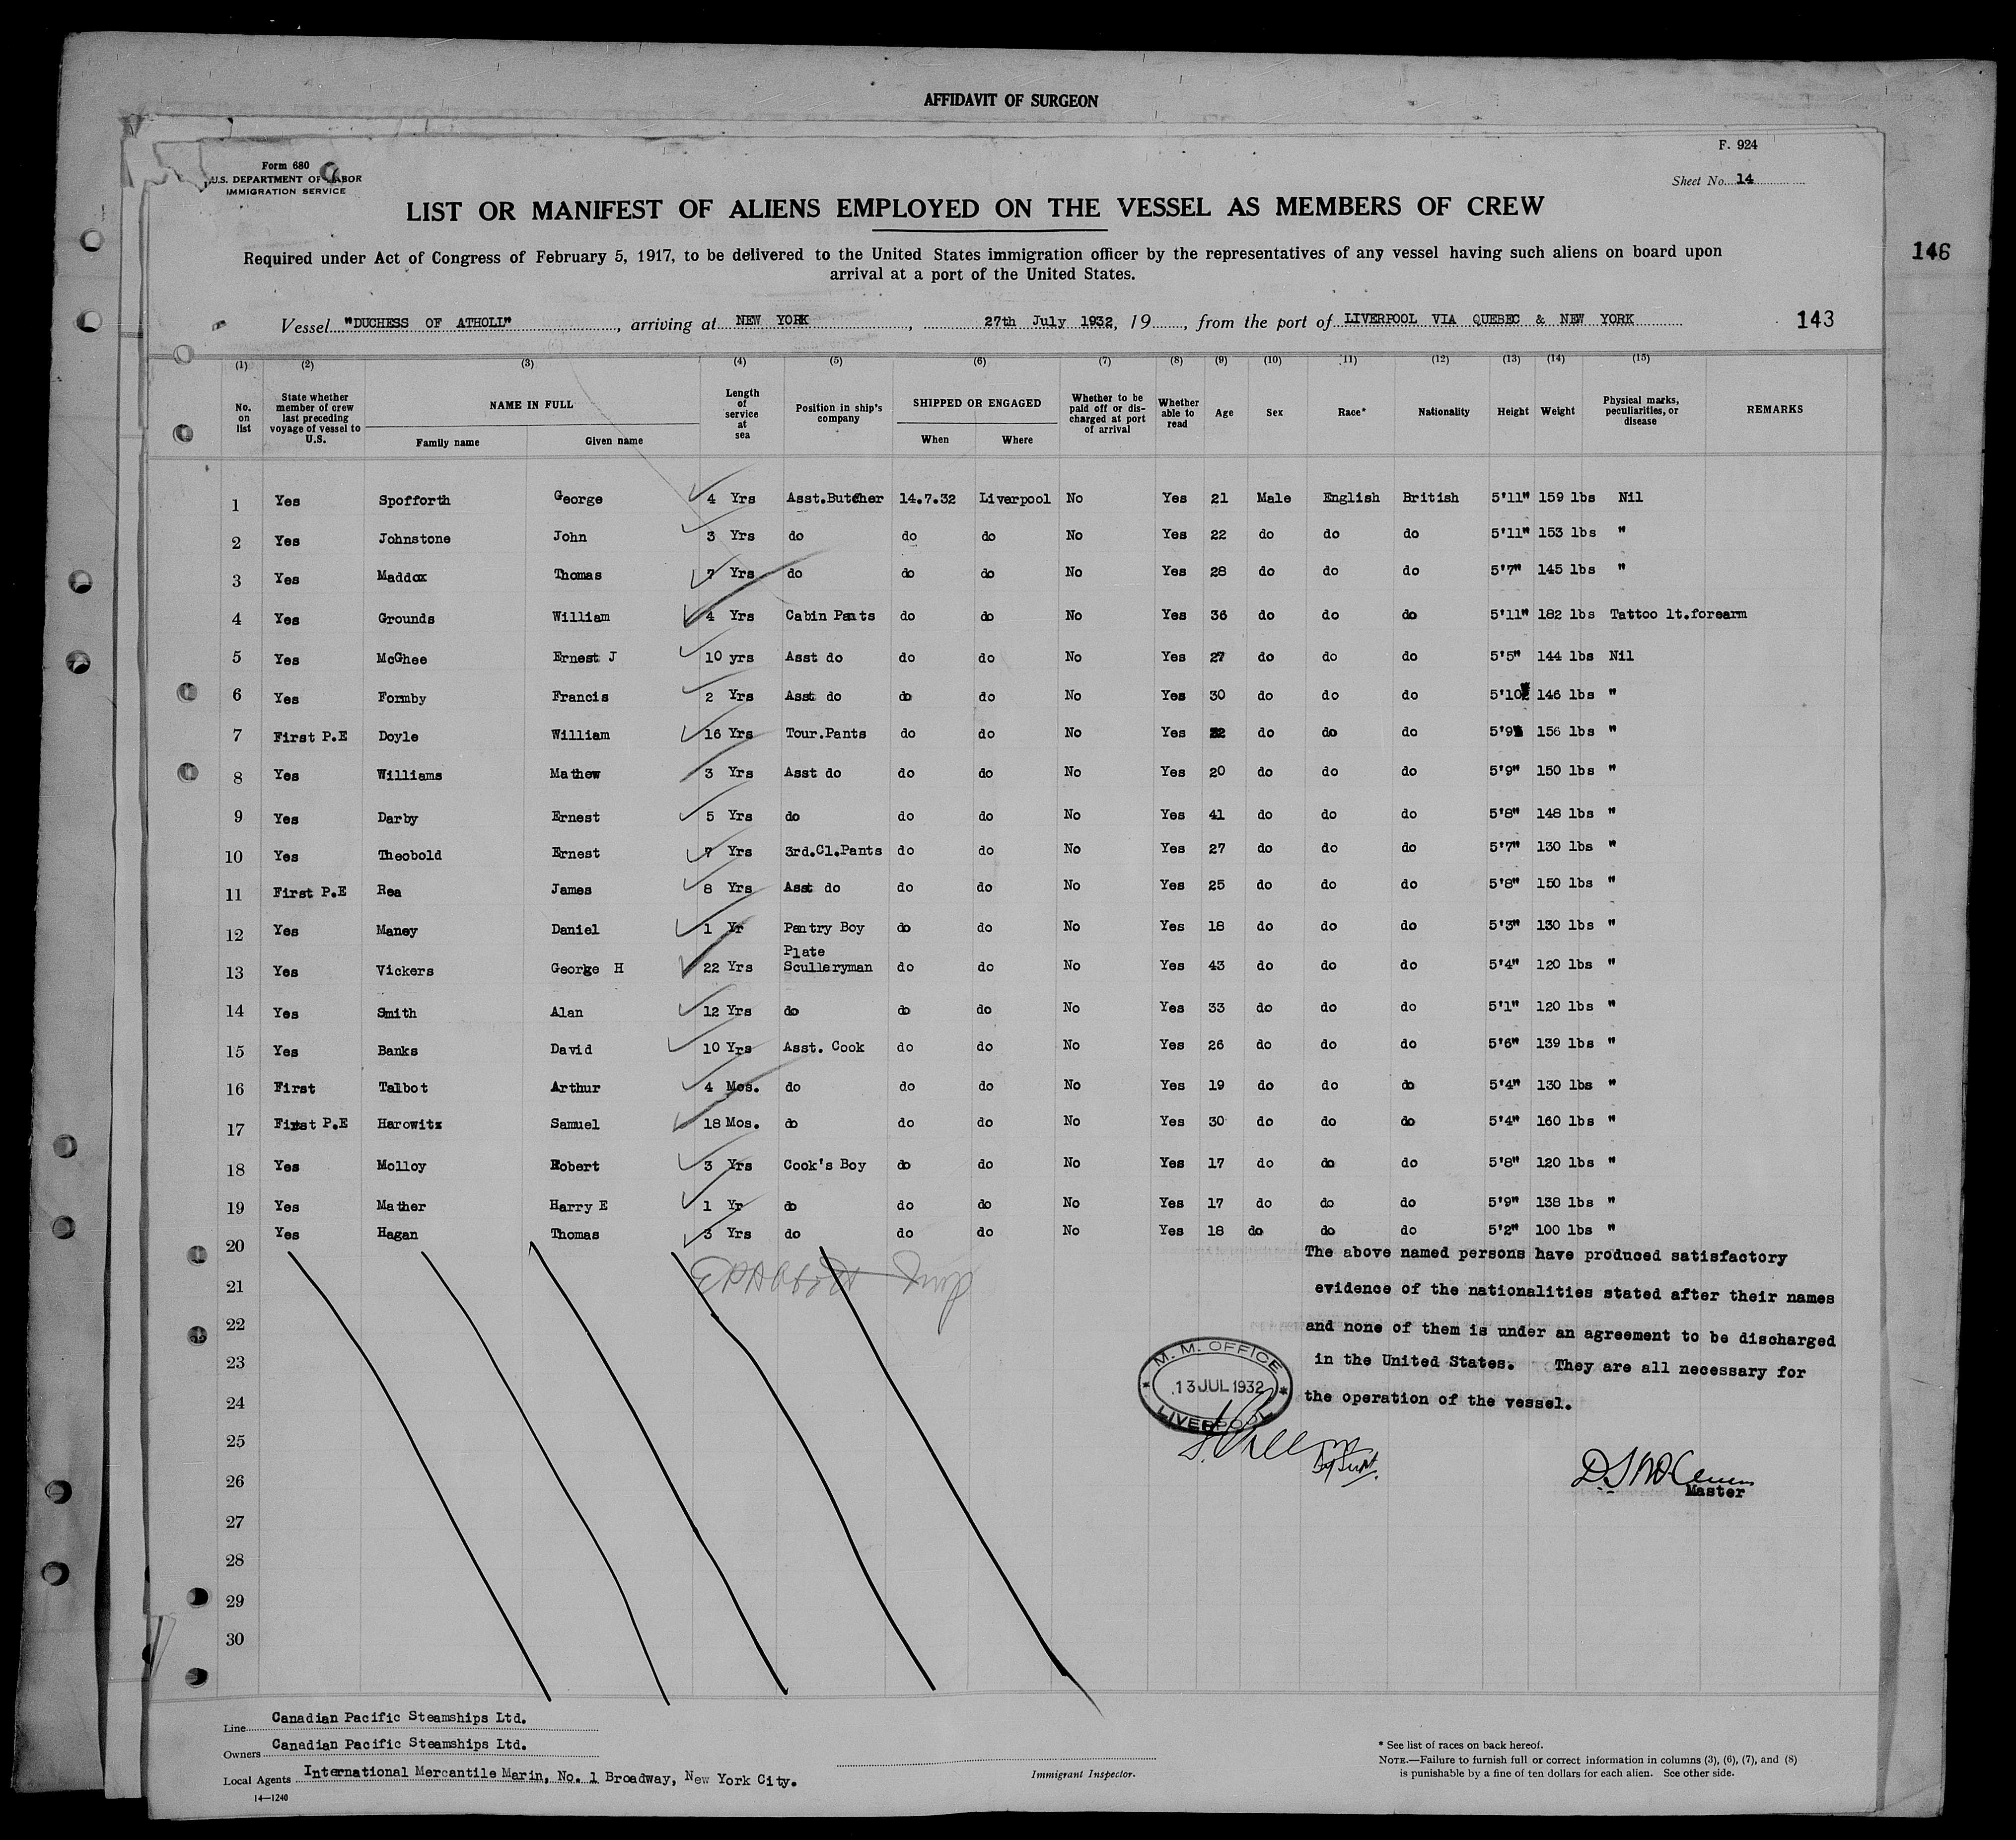 AFFIDAVIT OF SURGEON
F. 924
Form 680
U.S. DEPARTMENT OF LABOR
IMMIGRATION SERVICE
Sheet No. 14
LIST OR MANIFEST OF ALIENS EMPLOYED ON THE VESSEL AS MEMBERS OF CREW
146
Required under Act of Congress of February 5, 1917, to be delivered to the United States immigration officer by the representatives of any vessel having such aliens on board upon
arrival at a port of the United States.
Vessel "DUCHESS OF ATHOLL", arriving at NEW YORK, 27th July 1932, 19, from the port of LIVERPOOL VIA QUEBEC & NEW YORK
143
(1) (2) (3) (4) (5) (6) (7) (8) (9) (10) (11) (12) (13) (14) (15)
No. on list
State whether member of crew last preceding voyage of vessel to U.S.
NAME IN FULL
Family name
Given name
Length of service at sea
Position in ship's company
SHIPPED OR ENGAGED
When
Where
Whether to be paid off or discharged at port of arrival
Whether able to read
Age
Sex
Race*
Nationality
Height
Weight
Physical marks, peculiarities, or disease
REMARKS
1 Yes Spofforth George 4 Yrs Asst.Butcher 14.7.32 Liverpool No Yes 21 Male English British 5'11" 159 lbs Nil
2 Yes Johnstone John 3 Yrs do do do No Yes 22 do do do 5'11" 153 lbs "
3 Yes Maddox Thomas 7 Yrs do do do No Yes 28 do do do 5'7" 145 lbs "
4 Yes Grounds William 4 Yrs Cabin Pants do do No Yes 36 do do do 5'11" 182 lbs Tattoo lt.forearm
5 Yes McGhee Ernest J 10 yrs Asst do do do No Yes 27 do do do 5'5" 144 lbs Nil
6 Yes Formby Francis 2 Yrs Asst do do do No Yes 30 do do do 5'10 146 lbs "
7 First P.E Doyle William 16 Yrs Tour.Pants do do No Yes do do do 5'9 156 lbs "
8 Yes Williams Mathew 3 Yrs Asst do do do No Yes 20 do do do 5'9" 150 lbs "
9 Yes Darby Ernest 5 Yrs do do do No Yes 41 do do do 5'8" 148 lbs "
10 Yes Theobold Ernest 7 Yrs 3rd.Cl.Pants do do No Yes 27 do do do 5'7" 130 lbs "
11 First P.E Rea James 8 Yrs Asst do do do No Yes 25 do do do 5'8" 150 lbs "
12 Yes Maney Daniel 1 Yr Pantry Boy do do No Yes 18 do do do 5'3" 130 lbs "
Plate
13 Yes Vickers George H 22 Yrs Sculleryman do do No Yes 43 do do do 5'4" 120 lbs "
14 Yes Smith Alan 12 Yrs do do do No Yes 33 do do do 5'1" 120 lbs "
15 Yes Banks David 10 Yrs Asst. Cook do do No Yes 26 do do do 5'6" 139 lbs "
16 First Talbot Arthur 4 Mos. do do do No Yes 19 do do do 5'4" 130 lbs "
17 First P.E Harowitz Samuel 18 Mos. do do do No Yes 30 do do do 5'4" 160 lbs "
18 Yes Molloy Robert 3 Yrs Cook's Boy do do No Yes 17 do do do 5'8" 120 lbs "
19 Yes Mather Harry E 1 Yr do do do No Yes 17 do do do 5'9" 138 lbs "
20 Yes Hagan Thomas 3 Yrs do do do No Yes 18 do do do 5'2" 100 lbs "
21
22
23
24
25
26
27
28
29
30
The above named persons have produced satisfactory
evidence of the nationalities stated after their names
and none of them is under an agreement to be discharged
in the United States. They are all necessary for
the operation of the vessel.
M. M. OFFICE
13 JUL 1932
LIVERPOOL
Master
Line Canadian Pacific Steamships Ltd.
Owners Canadian Pacific Steamships Ltd.
Local Agents International Mercantile Marin, No. 1 Broadway, New York City.
14—1240
Immigrant Inspector.
* See list of races on back hereof.
NOTE.—Failure to furnish full or correct information in columns (3), (6), (7), and (8)
is punishable by a fine of ten dollars for each alien. See other side.